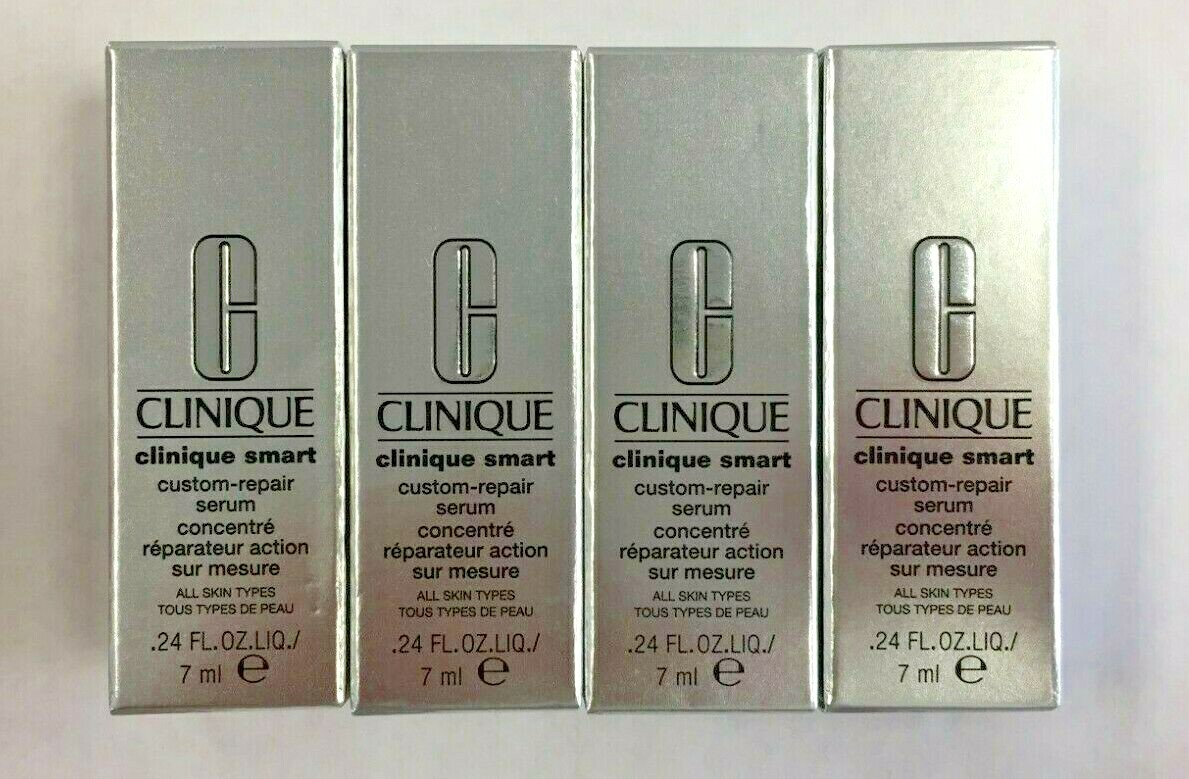 C
CLINIQUE
clinique smart
custom-repair
serum
concentré
réparateur action
sur mesure
ALL SKIN TYPES
TOUS TYPES DE PEAU
.24 FL.OZ.LIQ./
7 ml ℮
C
CLINIQUE
clinique smart
custom-repair
serum
concentré
réparateur action
sur mesure
ALL SKIN TYPES
TOUS TYPES DE PEAU
.24 FL.OZ.LIQ./
7 ml ℮
C
CLINIQUE
clinique smart
custom-repair
serum
concentré
réparateur action
sur mesure
ALL SKIN TYPES
TOUS TYPES DE PEAU
.24 FL.OZ.LIQ./
7 ml ℮
C
CLINIQUE
clinique smart
custom-repair
serum
concentré
réparateur action
sur mesure
ALL SKIN TYPES
TOUS TYPES DE PEAU
.24 FL.OZ.LIQ./
7 ml ℮